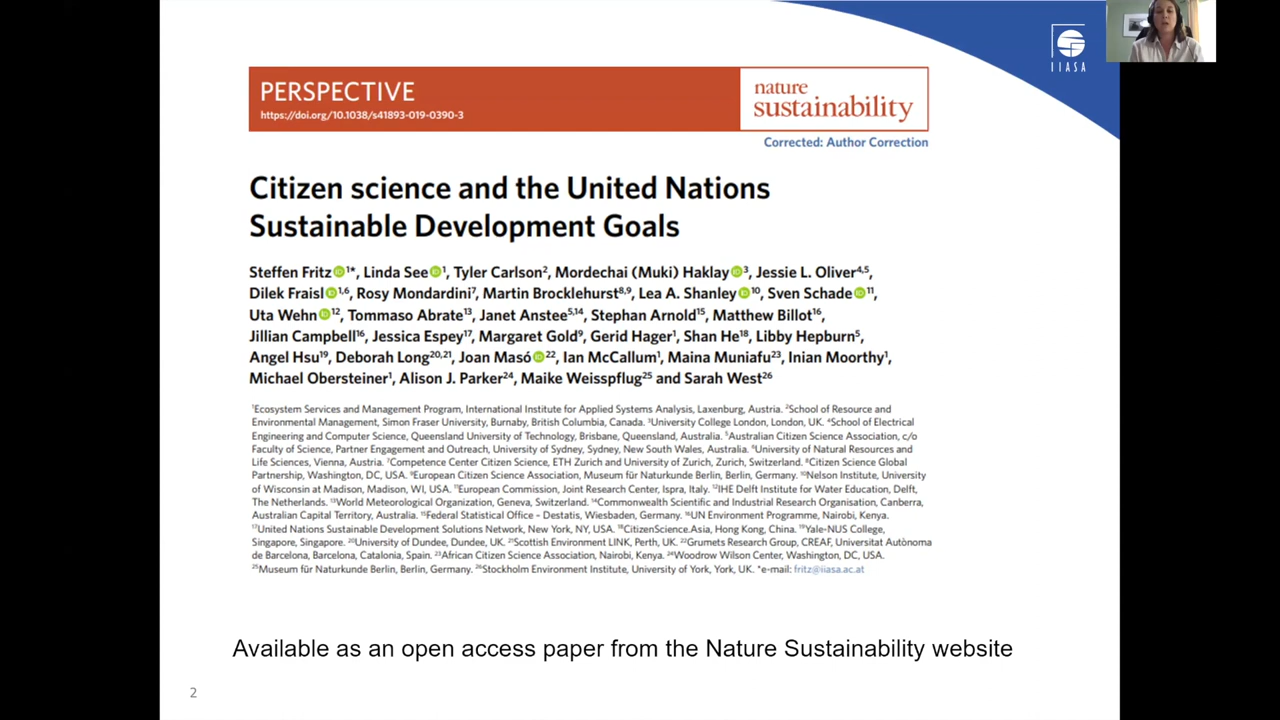 IIASA
PERSPECTIVE
https://doi.org/10.1038/s41893-019-0390-3
nature
sustainability
Corrected: Author Correction
Citizen science and the United Nations
Sustainable Development Goals
Steffen Fritz 1*, Linda See 1, Tyler Carlson2, Mordechai (Muki) Haklay 3, Jessie L. Oliver4,5,
Dilek Fraisl 1,6, Rosy Mondardini7, Martin Brocklehurst8,9, Lea A. Shanley 10, Sven Schade 11,
Uta Wehn 12, Tommaso Abrate13, Janet Anstee5,14, Stephan Arnold15, Matthew Billot16,
Jillian Campbell16, Jessica Espey17, Margaret Gold9, Gerid Hager1, Shan He18, Libby Hepburn5,
Angel Hsu19, Deborah Long20,21, Joan Masó 22, Ian McCallum1, Maina Muniafu23, Inian Moorthy1,
Michael Obersteiner1, Alison J. Parker24, Maike Weisspflug25 and Sarah West26
1Ecosystem Services and Management Program, International Institute for Applied Systems Analysis, Laxenburg, Austria. 2School of Resource and
Environmental Management, Simon Fraser University, Burnaby, British Columbia, Canada. 3University College London, London, UK. 4School of Electrical
Engineering and Computer Science, Queensland University of Technology, Brisbane, Queensland, Australia. 5Australian Citizen Science Association, c/o
Faculty of Science, Partner Engagement and Outreach, University of Sydney, Sydney, New South Wales, Australia. 6University of Natural Resources and
Life Sciences, Vienna, Austria. 7Competence Center Citizen Science, ETH Zurich and University of Zurich, Zurich, Switzerland. 8Citizen Science Global
Partnership, Washington, DC, USA. 9European Citizen Science Association, Museum für Naturkunde Berlin, Berlin, Germany. 10Nelson Institute, University
of Wisconsin at Madison, Madison, WI, USA. 11European Commission, Joint Research Center, Ispra, Italy. 12IHE Delft Institute for Water Education, Delft,
The Netherlands. 13World Meteorological Organization, Geneva, Switzerland. 14Commonwealth Scientific and Industrial Research Organisation, Canberra,
Australian Capital Territory, Australia. 15Federal Statistical Office – Destatis, Wiesbaden, Germany. 16UN Environment Programme, Nairobi, Kenya.
17United Nations Sustainable Development Solutions Network, New York, NY, USA. 18CitizenScience.Asia, Hong Kong, China. 19Yale-NUS College,
Singapore, Singapore. 20University of Dundee, Dundee, UK. 21Scottish Environment LINK, Perth, UK. 22Grumets Research Group, CREAF, Universitat Autònoma
de Barcelona, Barcelona, Catalonia, Spain. 23African Citizen Science Association, Nairobi, Kenya. 24Woodrow Wilson Center, Washington, DC, USA.
25Museum für Naturkunde Berlin, Berlin, Germany. 26Stockholm Environment Institute, University of York, York, UK. *e-mail: fritz@iiasa.ac.at
Available as an open access paper from the Nature Sustainability website
2